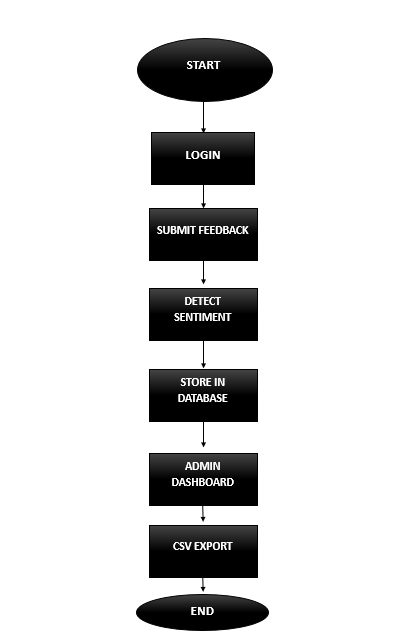 START
LOGIN
SUBMIT FEEDBACK
DETECT
SENTIMENT
STORE IN
DATABASE
ADMIN
DASHBOARD
CSV EXPORT
END